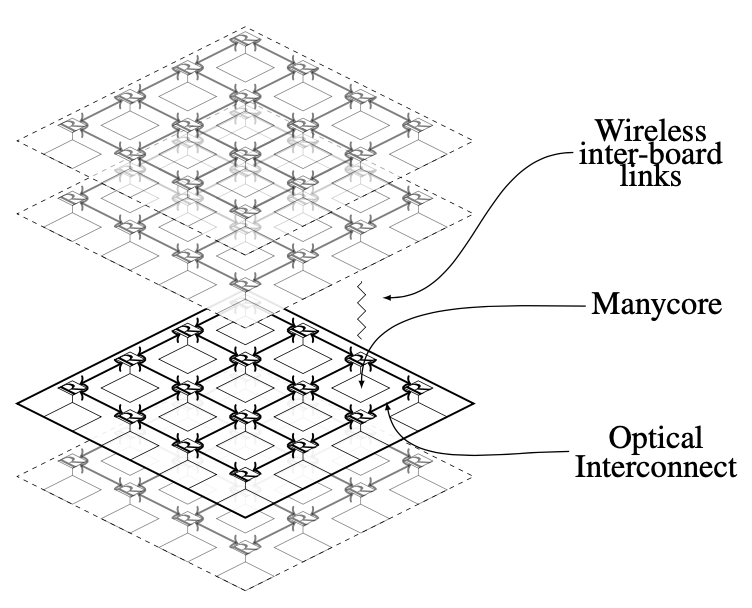 Wireless
inter-board
links
Manycore
Optical
Interconnect